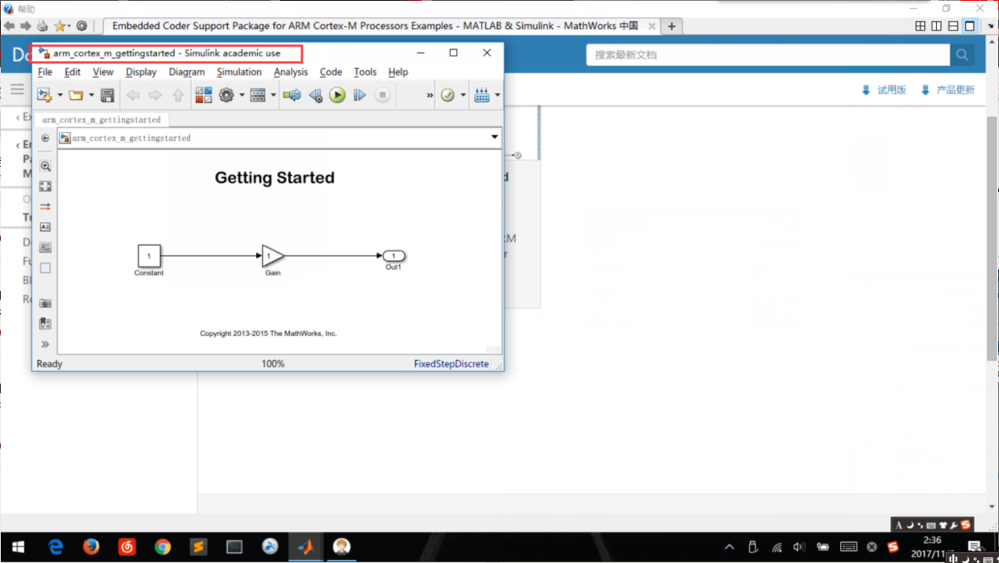 帮助
Embedded Coder Support Package for ARM Cortex-M Processors Examples - MATLAB & Simulink - MathWorks 中国
arm_cortex_m_gettingstarted - Simulink academic use
搜索最新文档
File Edit View Display Diagram Simulation Analysis Code Tools Help
试用版
产品更新
arm_cortex_m_gettingstarted
arm_cortex_m_gettingstarted
Getting Started
1
1
1
Constant
Gain
Out1
Copyright 2013-2015 The MathWorks, Inc.
Ready
100%
FixedStepDiscrete
2:36